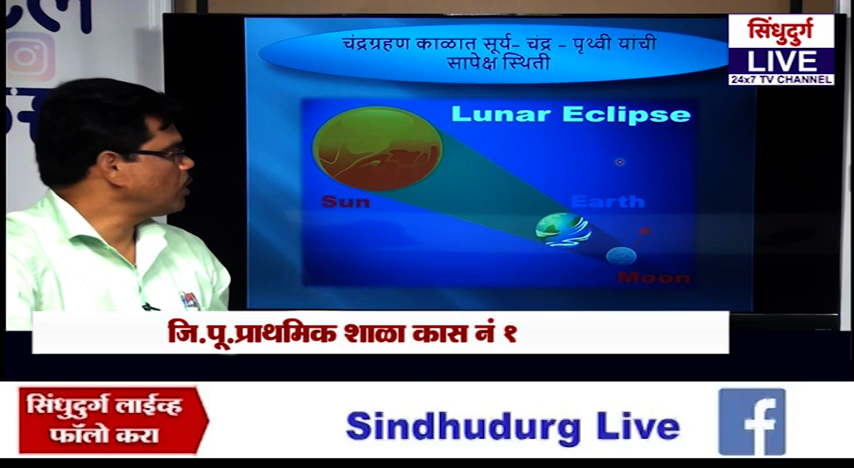 चंद्रग्रहण काळात सूर्य– चंद्र – पृथ्वी यांची
सापेक्ष स्थिती
सिंधुदुर्ग
LIVE
24x7 TV CHANNEL
Lunar Eclipse
Sun
Earth
Moon
जि.पू.प्राथमिक शाळा कास नं १
सिंधुदुर्ग लाईव्ह
फॉलो करा
Sindhudurg Live
f